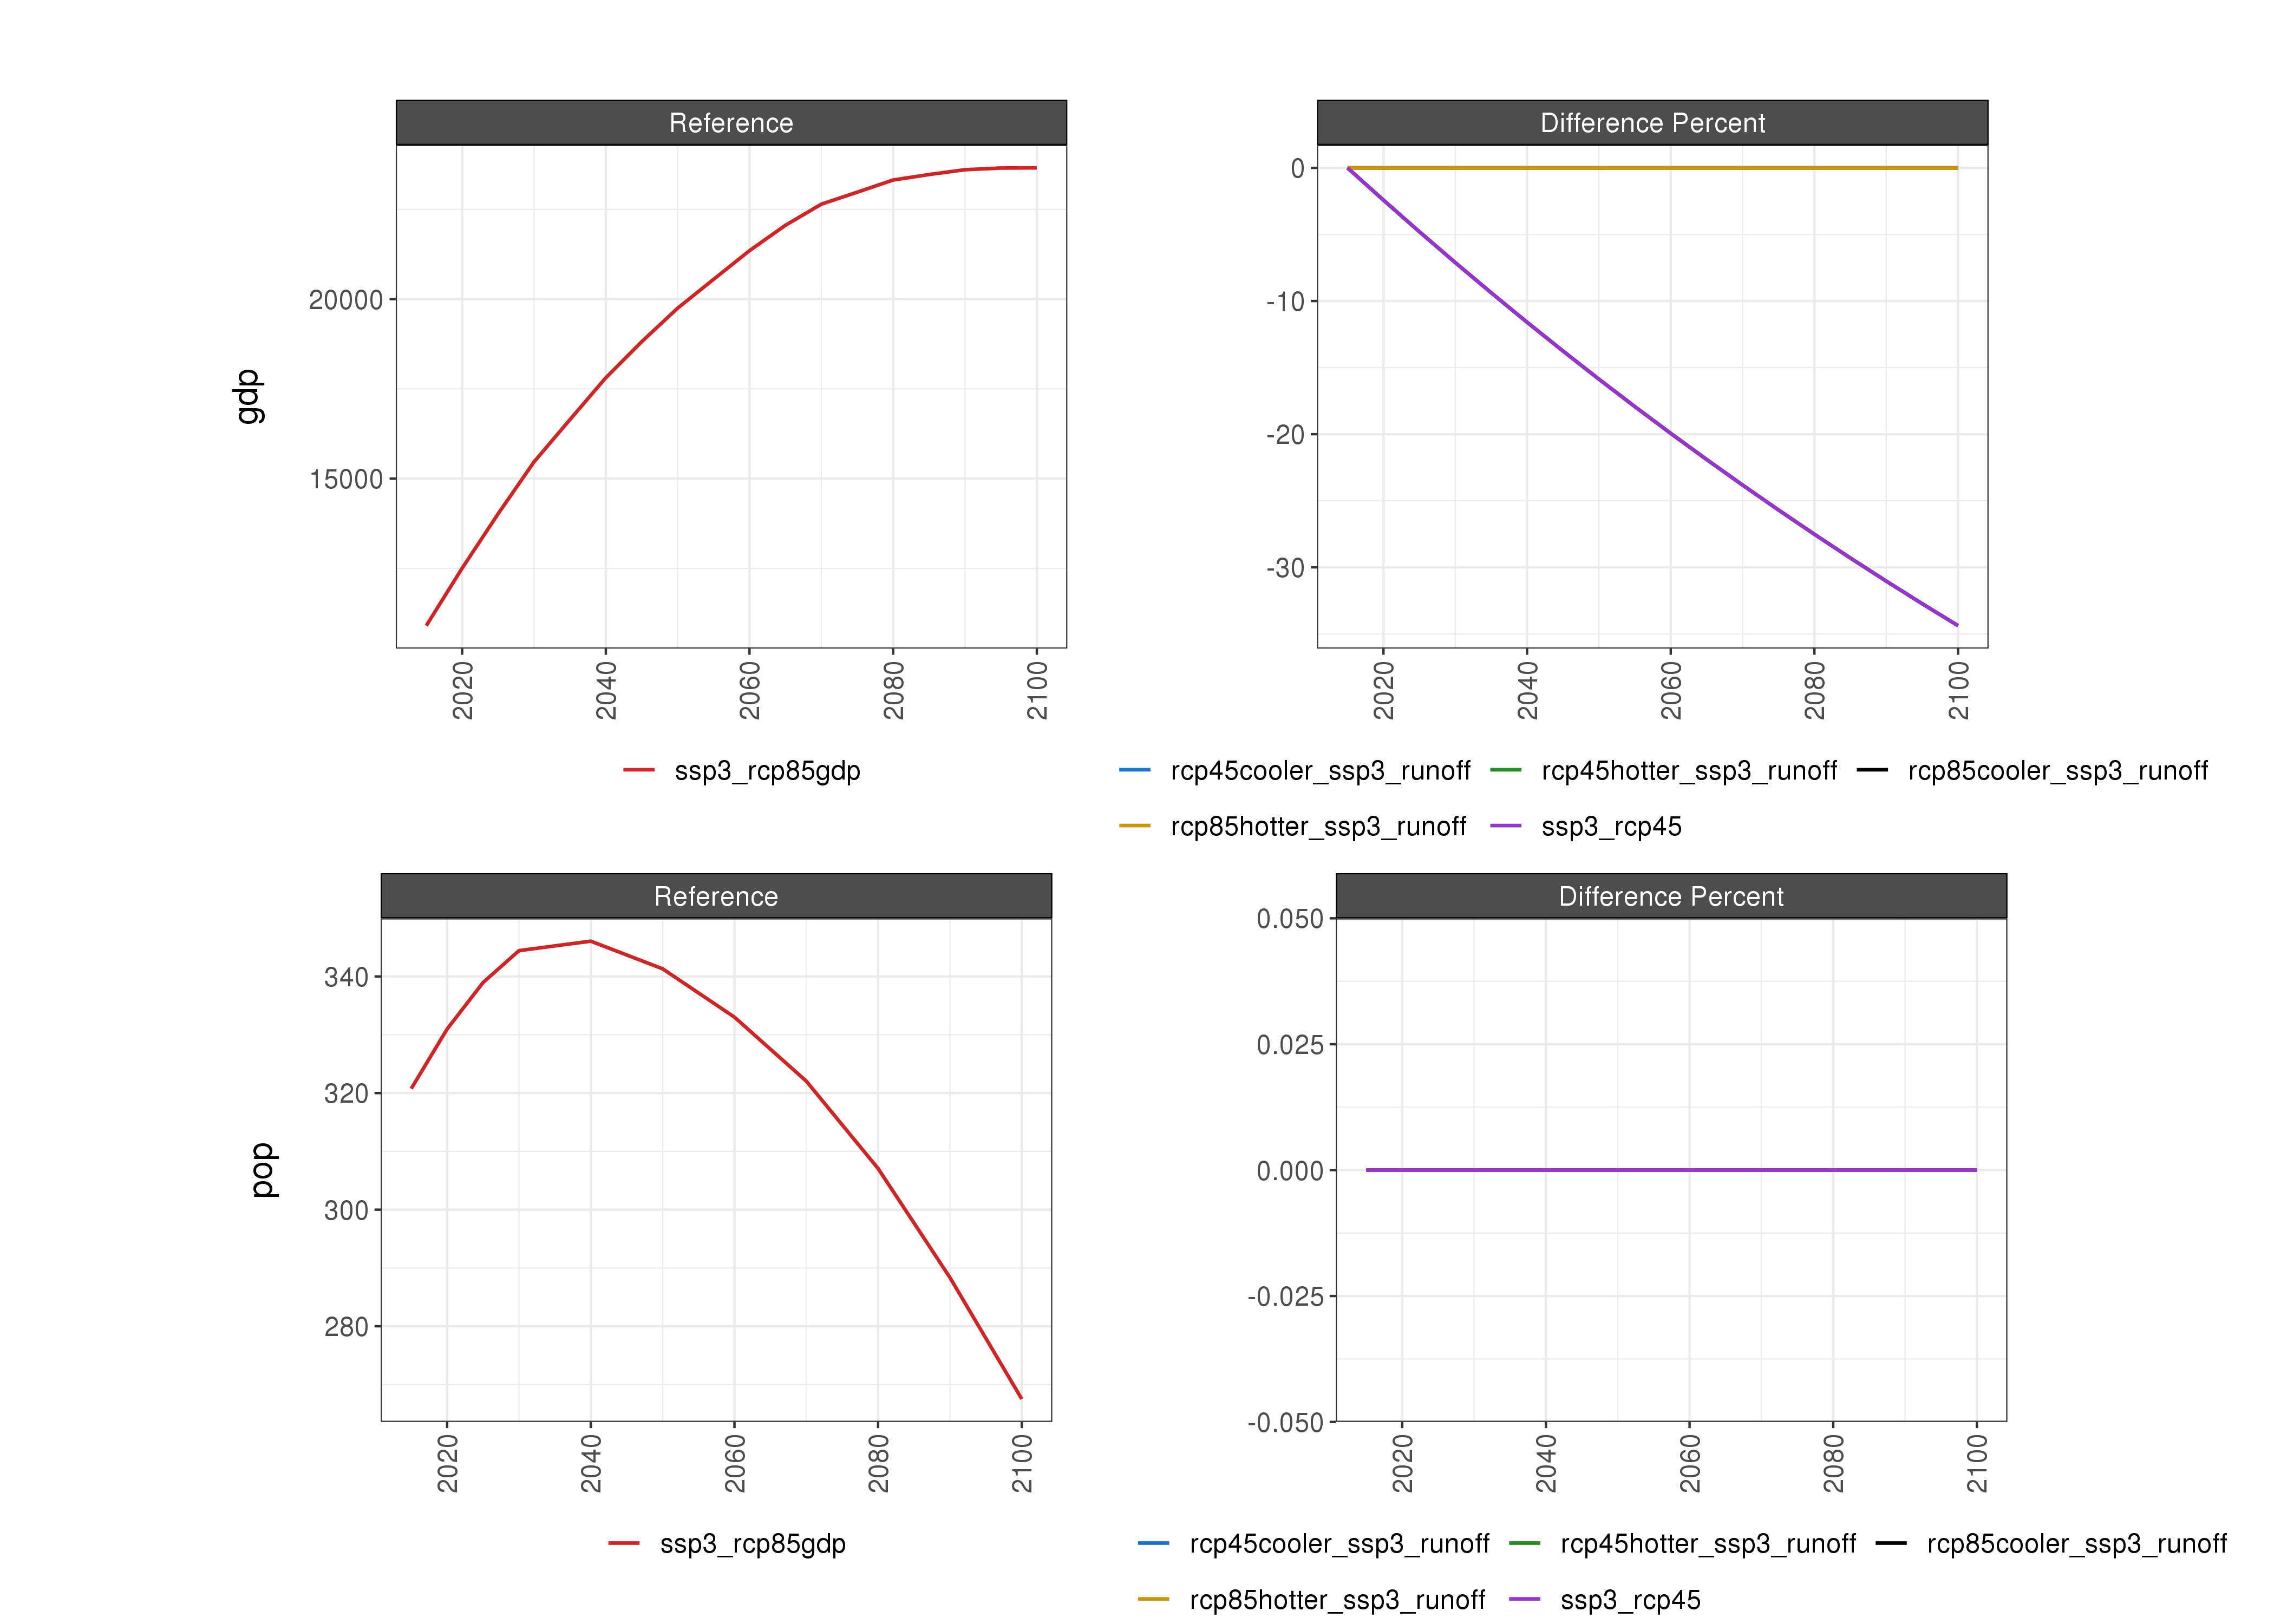 Reference
Difference Percent
gdp
20000
15000
0
-10
-20
-30
2020 2040 2060 2080 2100
2020 2040 2060 2080 2100
ssp3_rcp85gdp
rcp45cooler_ssp3_runoff rcp45hotter_ssp3_runoff rcp85cooler_ssp3_runoff
rcp85hotter_ssp3_runoff ssp3_rcp45
Reference
Difference Percent
pop
340
320
300
280
0.050
0.025
0.000
-0.025
-0.050
2020 2040 2060 2080 2100
2020 2040 2060 2080 2100
ssp3_rcp85gdp
rcp45cooler_ssp3_runoff rcp45hotter_ssp3_runoff rcp85cooler_ssp3_runoff
rcp85hotter_ssp3_runoff ssp3_rcp45